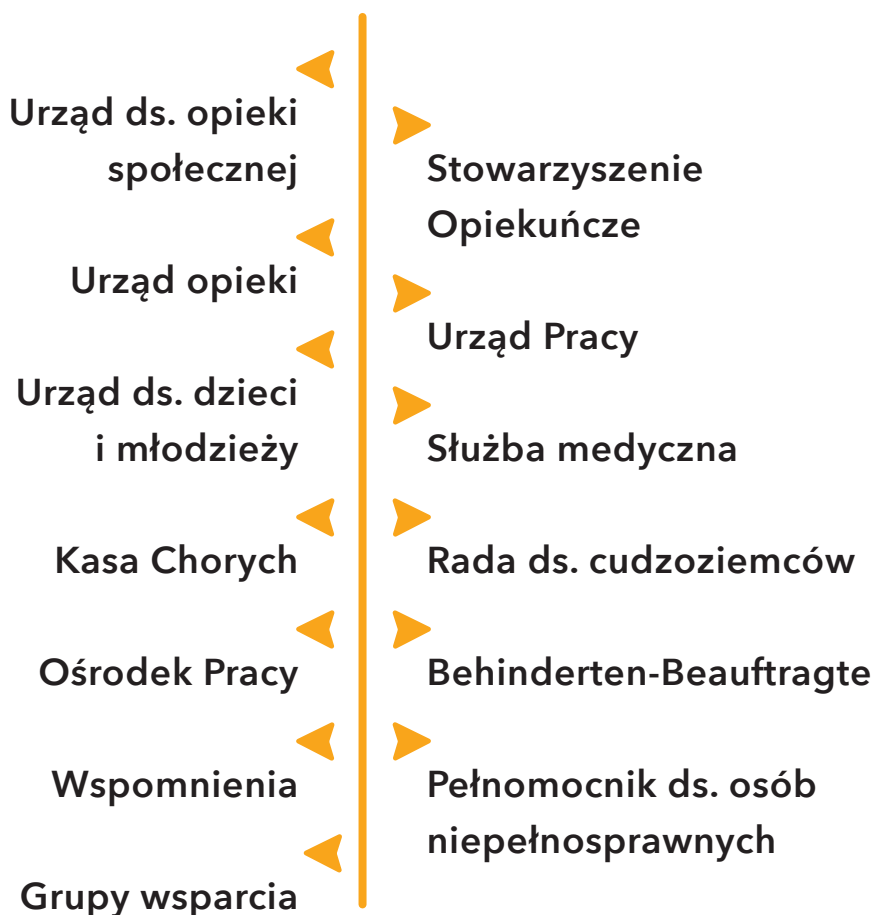 Urząd ds. opieki
społecznej
Stowarzyszenie
Opiekuńcze
Urząd opieki
Urząd Pracy
Urząd ds. dzieci
i młodzieży
Służba medyczna
Kasa Chorych
Rada ds. cudzoziemców
Ośrodek Pracy
Behinderten-Beauftragte
Wspomnienia
Pełnomocnik ds. osób
niepełnosprawnych
Grupy wsparcia